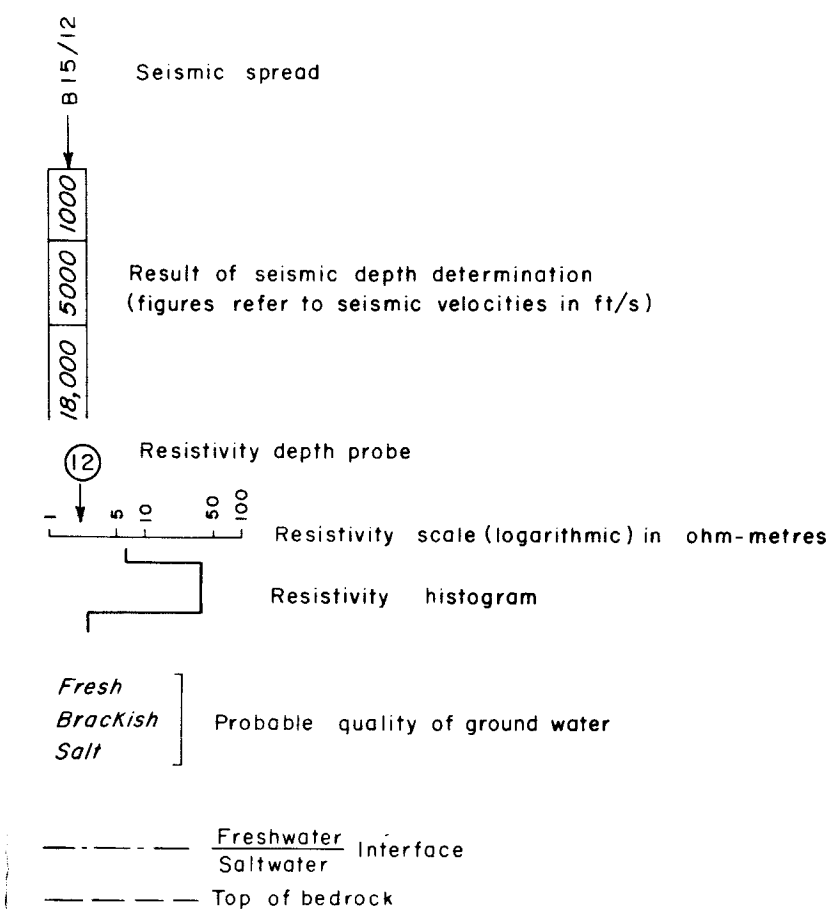 B15/12
Seismic spread
1000
5000
18,000
Result of seismic depth determination
(figures refer to seismic velocities in ft/s)
12
Resistivity depth probe
1 5 10 50 100
Resistivity scale (logarithmic) in ohm-metres
Resistivity histogram
Fresh
Brackish
Salt
Probable quality of ground water
Freshwater
Saltwater
Interface
Top of bedrock